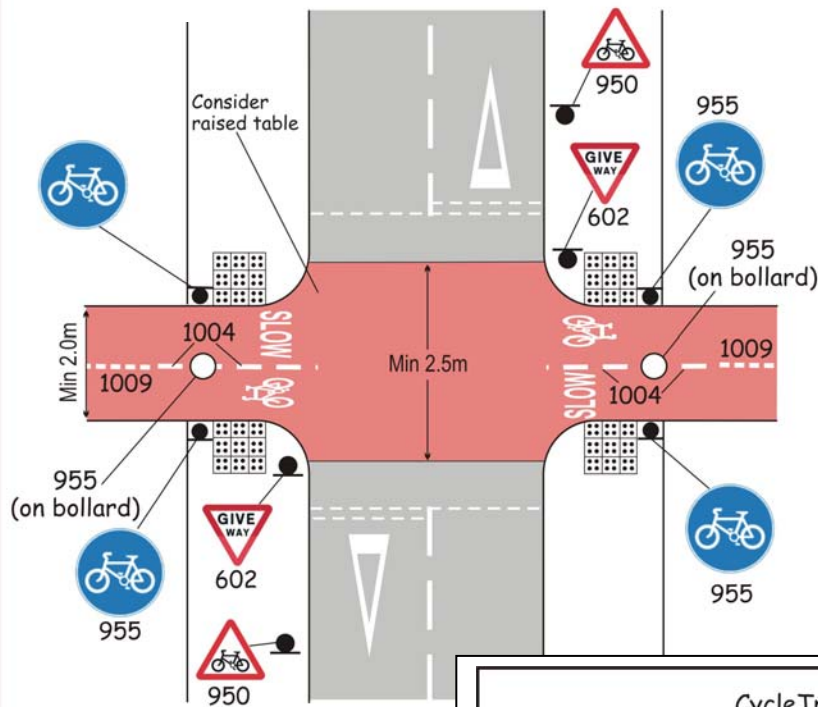 950
955
Consider
raised table
GIVE
WAY
602
955
(on bollard)
SLOW
1004
1009
Min 2.0m
Min 2.5m
SLOW
1004
1009
955
(on bollard)
GIVE
WAY
602
955
955
950
CycleTr